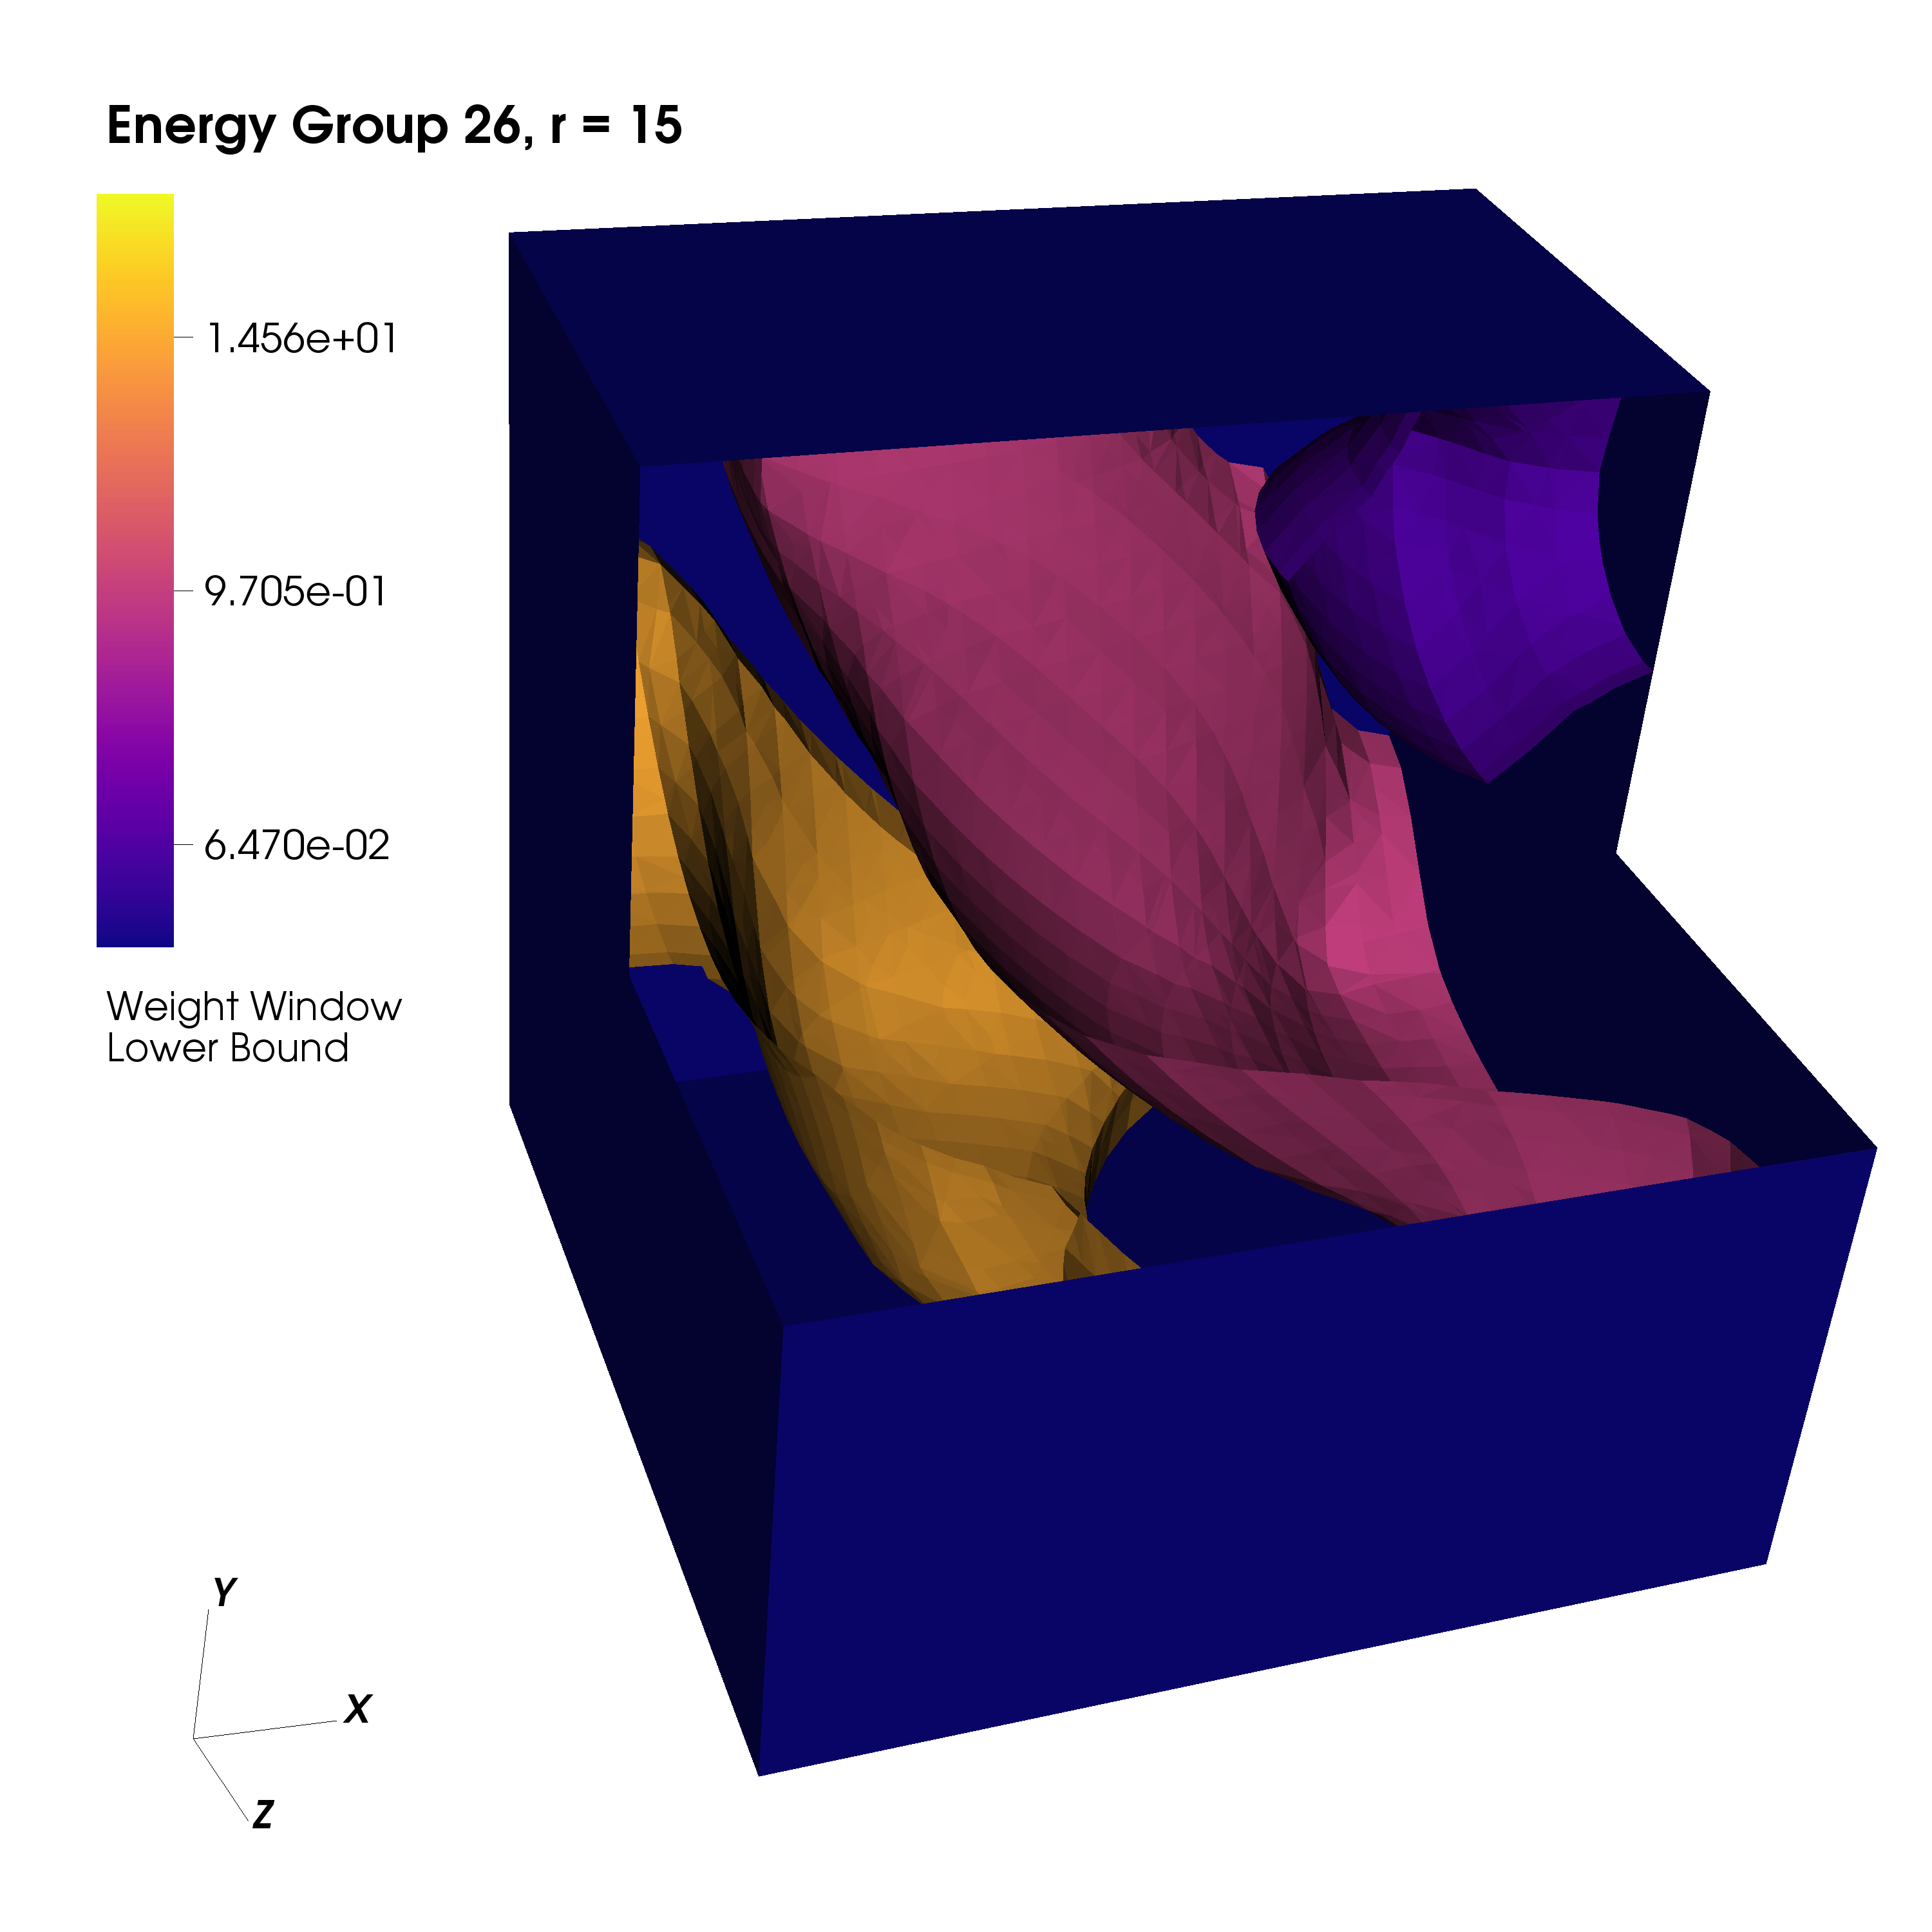 Energy Group 26, r = 15
1.456e+01
9.705e-01
6.470e-02
Weight Window
Lower Bound
Y
X
Z